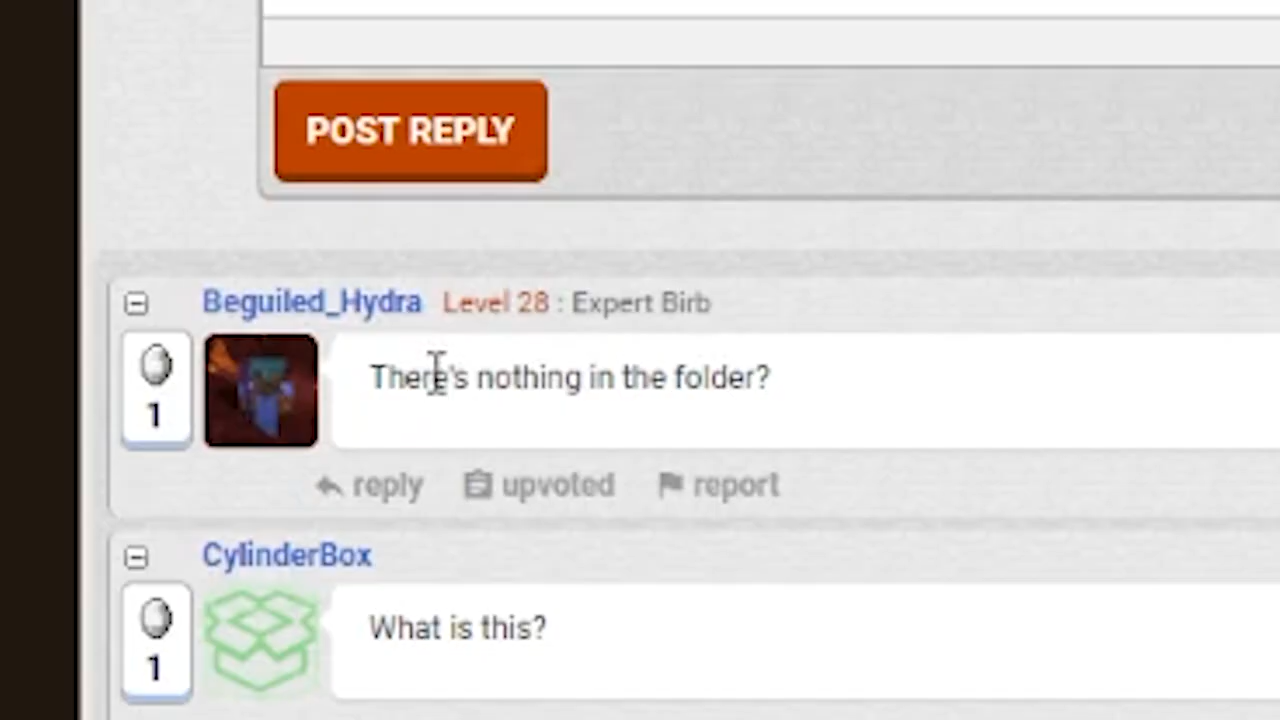 POST REPLY
Beguiled_Hydra Level 28 : Expert Birb
1
There's nothing in the folder?
reply upvoted report
CylinderBox
1
What is this?